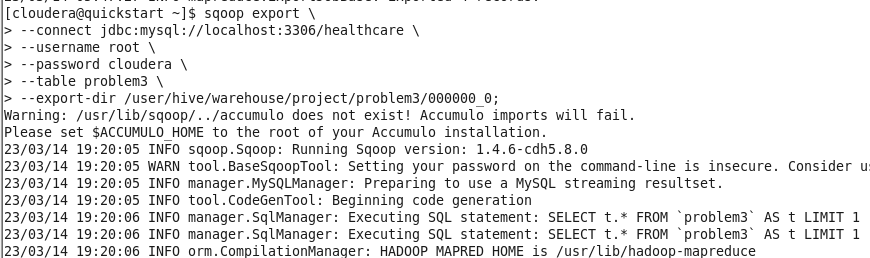 [cloudera@quickstart ~]$ sqoop export \
> --connect jdbc:mysql://localhost:3306/healthcare \
> --username root \
> --password cloudera \
> --table problem3 \
> --export-dir /user/hive/warehouse/project/problem3/000000_0;
Warning: /usr/lib/sqoop/../accumulo does not exist! Accumulo imports will fail.
Please set $ACCUMULO_HOME to the root of your Accumulo installation.
23/03/14 19:20:05 INFO sqoop.Sqoop: Running Sqoop version: 1.4.6-cdh5.8.0
23/03/14 19:20:05 WARN tool.BaseSqoopTool: Setting your password on the command-line is insecure. Consider us
23/03/14 19:20:05 INFO manager.MySQLManager: Preparing to use a MySQL streaming resultset.
23/03/14 19:20:05 INFO tool.CodeGenTool: Beginning code generation
23/03/14 19:20:06 INFO manager.SqlManager: Executing SQL statement: SELECT t.* FROM `problem3` AS t LIMIT 1
23/03/14 19:20:06 INFO manager.SqlManager: Executing SQL statement: SELECT t.* FROM `problem3` AS t LIMIT 1
23/03/14 19:20:06 INFO orm.CompilationManager: HADOOP_MAPRED_HOME is /usr/lib/hadoop-mapreduce